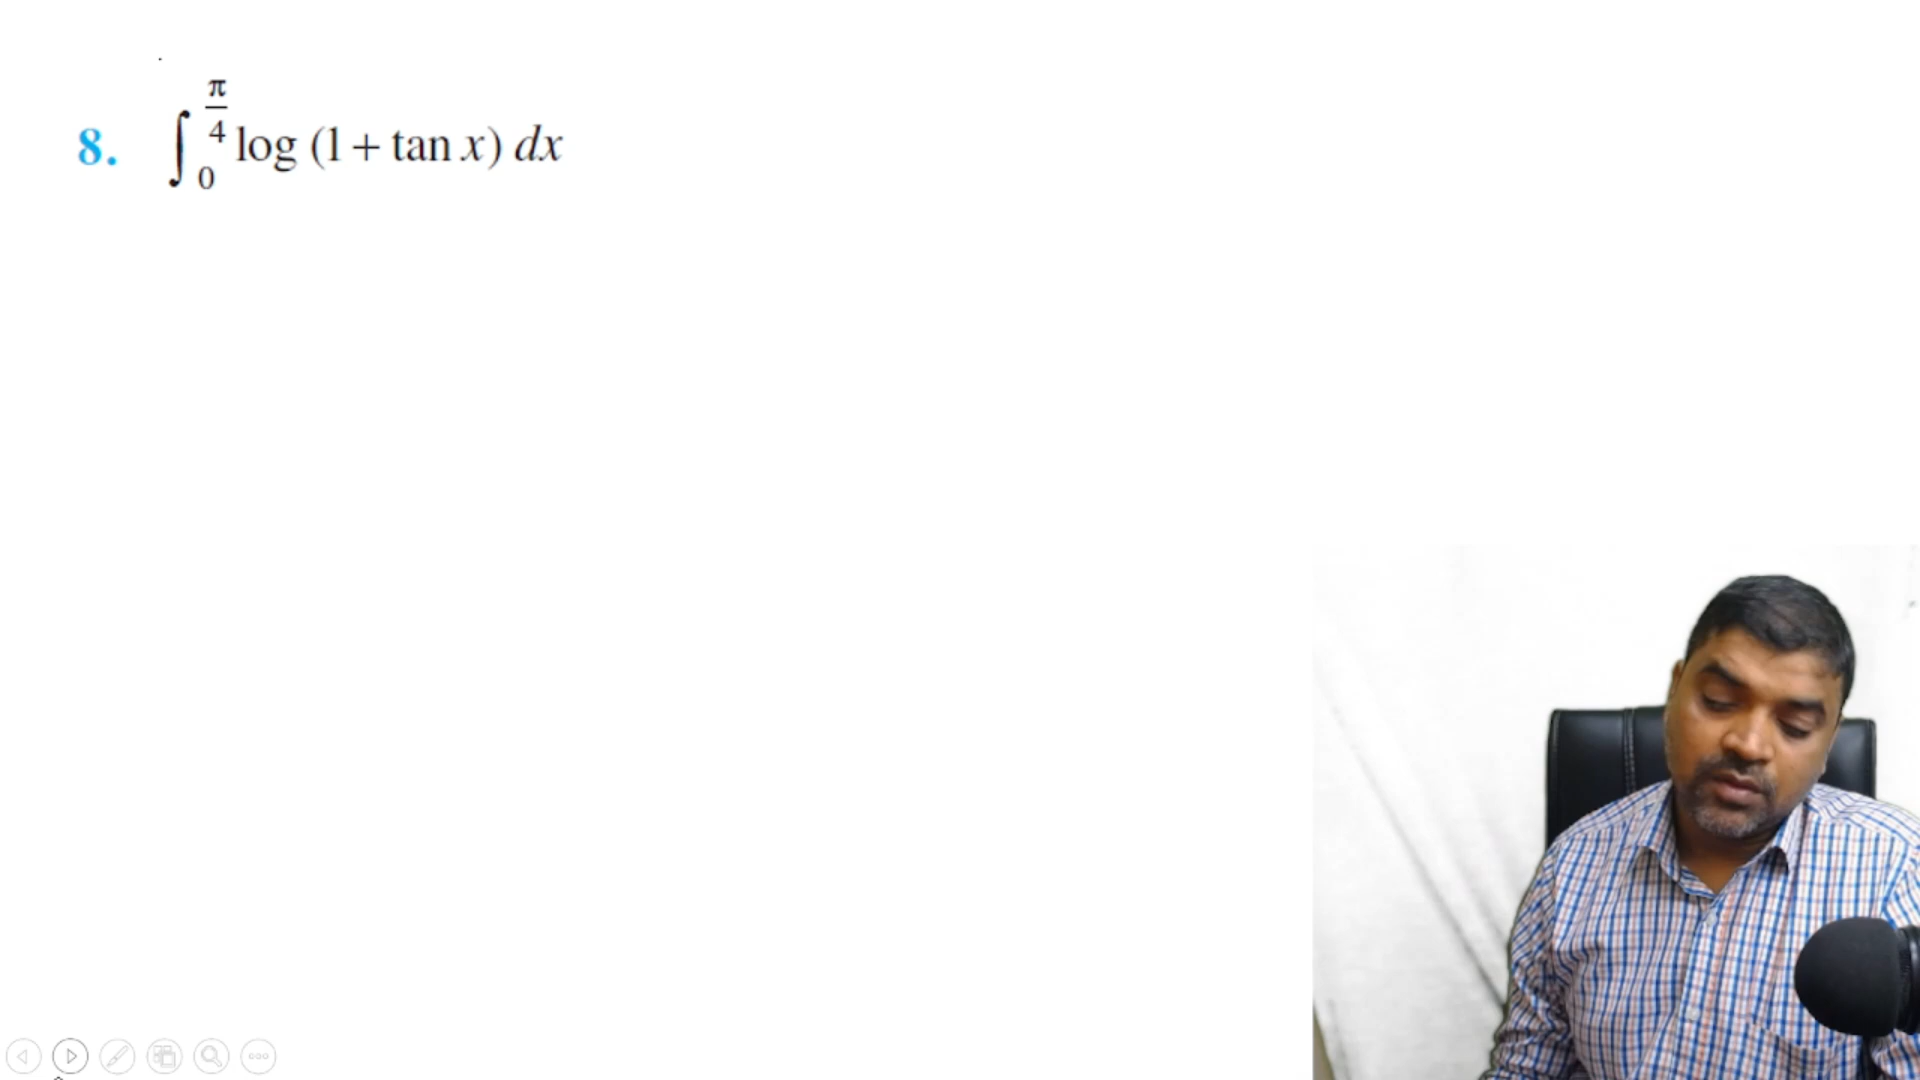 8. ∫₀^{π/4} log (1 + tan x) dx